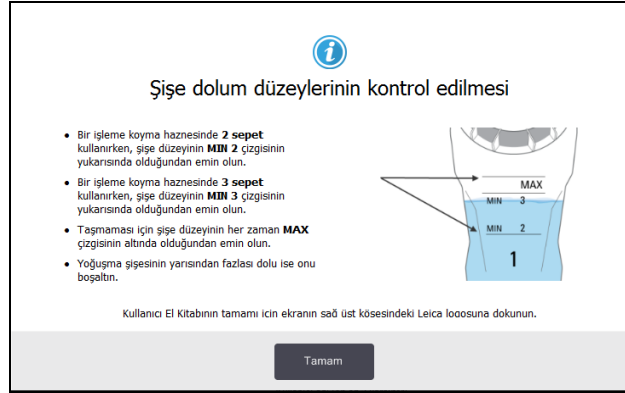 Şişe dolum düzeylerinin kontrol edilmesi
• Bir işleme koyma haznesinde 2 sepet
kullanırken, şişe düzeyinin MIN 2 çizgisinin
yukarısında olduğundan emin olun.
• Bir işleme koyma haznesinde 3 sepet
kullanırken, şişe düzeyinin MIN 3 çizgisinin
yukarısında olduğundan emin olun.
• Taşmaması için şişe düzeyinin her zaman MAX
çizgisinin altında olduğundan emin olun.
• Yoğuşma şişesinin yarısından fazlası dolu ise onu
boşaltın.
MAX
MIN 3
MIN 2
1
Kullanıcı El Kitabının tamamı icin ekranın sağ üst kösesindeki Leica logosuna dokunun.
Tamam